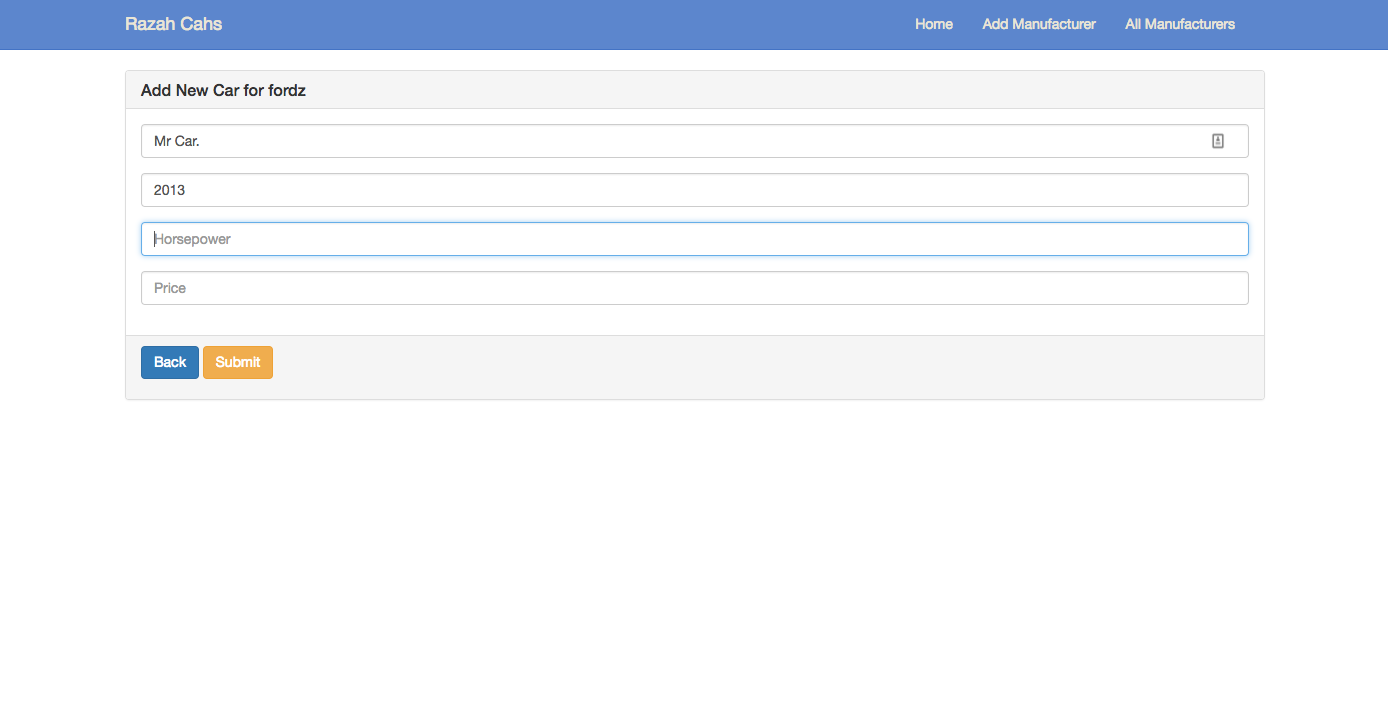 Razah Cahs Home Add Manufacturer All Manufacturers
Add New Car for fordz
Mr Car.
2013
Horsepower
Price
Back Submit